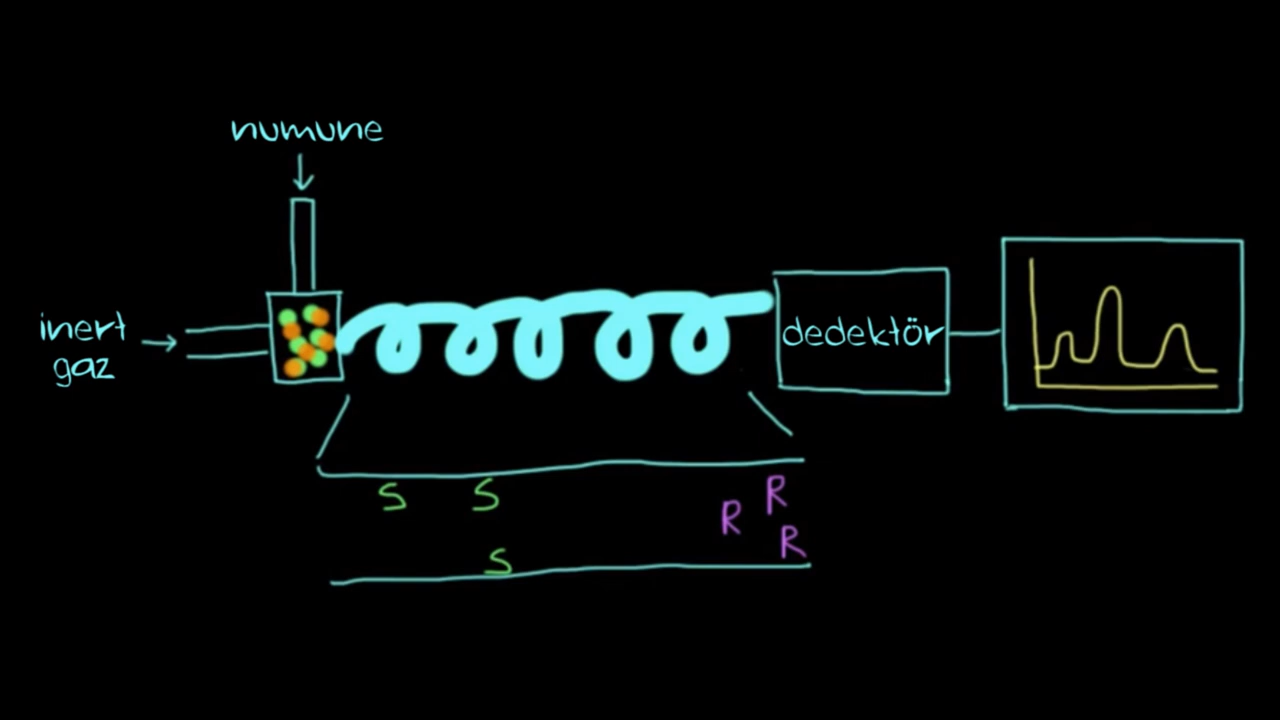 numune
inert
gaz
dedektör
S S R R
S R